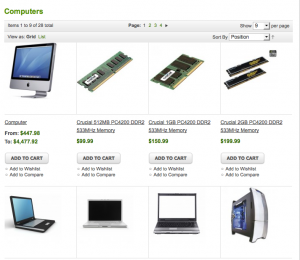 Computers
Items 1 to 9 of 28 total Page: 1 2 3 4 Show 9 per page
View as: Grid List Sort By: Position
Computer
From: $447.98
To: $4,477.92
ADD TO CART
Add to Wishlist
Add to Compare
Crucial 512MB PC4200 DDR2
533MHz Memory
$99.99
ADD TO CART
Add to Wishlist
Add to Compare
Crucial 1GB PC4200 DDR2
533MHz Memory
$150.99
ADD TO CART
Add to Wishlist
Add to Compare
Crucial 2GB PC4200 DDR2
533MHz Memory
$199.99
ADD TO CART
Add to Wishlist
Add to Compare